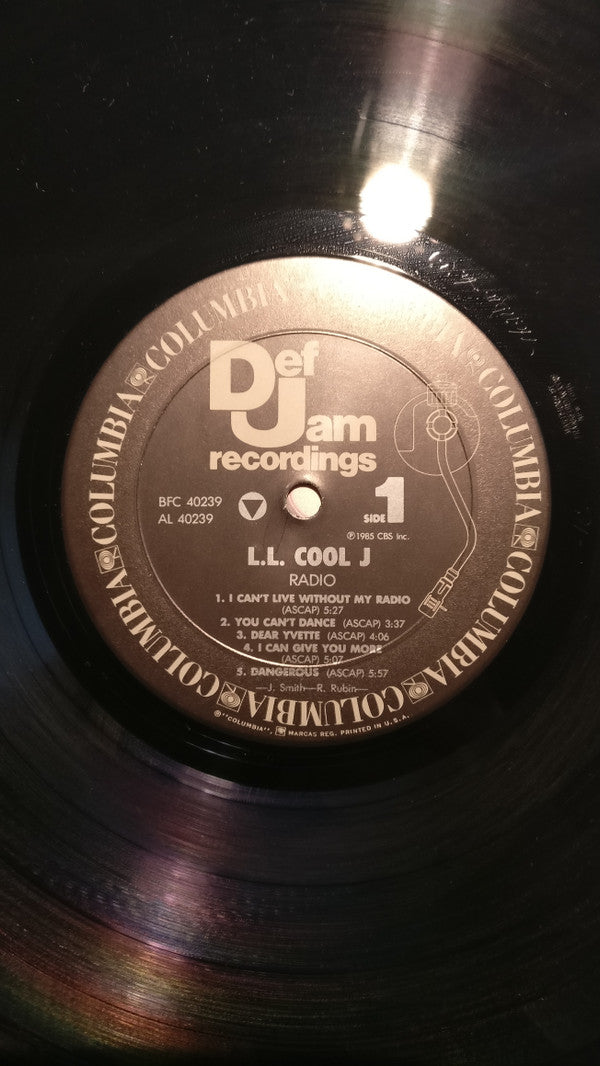 COLUMBIA COLUMBIA COLUMBIA COLUMBIA COLUMBIA COLUMBIA COLUMBIA
Def
Jam
recordings
BFC 40239
AL 40239
SIDE 1
℗1985 CBS Inc.
L.L. COOL J
RADIO
1. I CAN'T LIVE WITHOUT MY RADIO
(ASCAP) 5:27
2. YOU CAN'T DANCE (ASCAP) 3:37
3. DEAR YVETTE (ASCAP) 4:06
4. I CAN GIVE YOU MORE
(ASCAP) 5:07
5. DANGEROUS (ASCAP) 5:57
—J. Smith—R. Rubin—
®"COLUMBIA", MARCAS REG. PRINTED IN U.S.A.